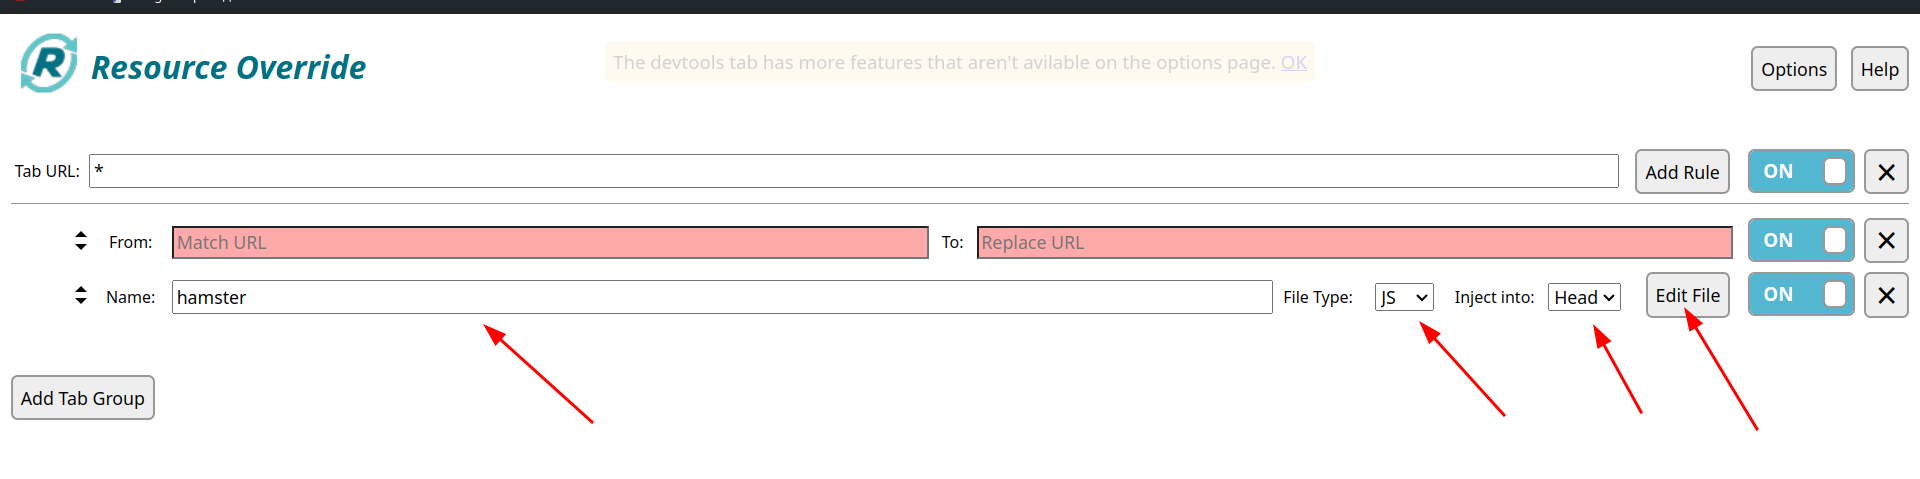 Resource Override
The devtools tab has more features that aren't avilable on the options page. OK
Options Help
Tab URL: * Add Rule ON ✕
From: Match URL To: Replace URL ON ✕
Name: hamster File Type: JS Inject into: Head Edit File ON ✕
Add Tab Group